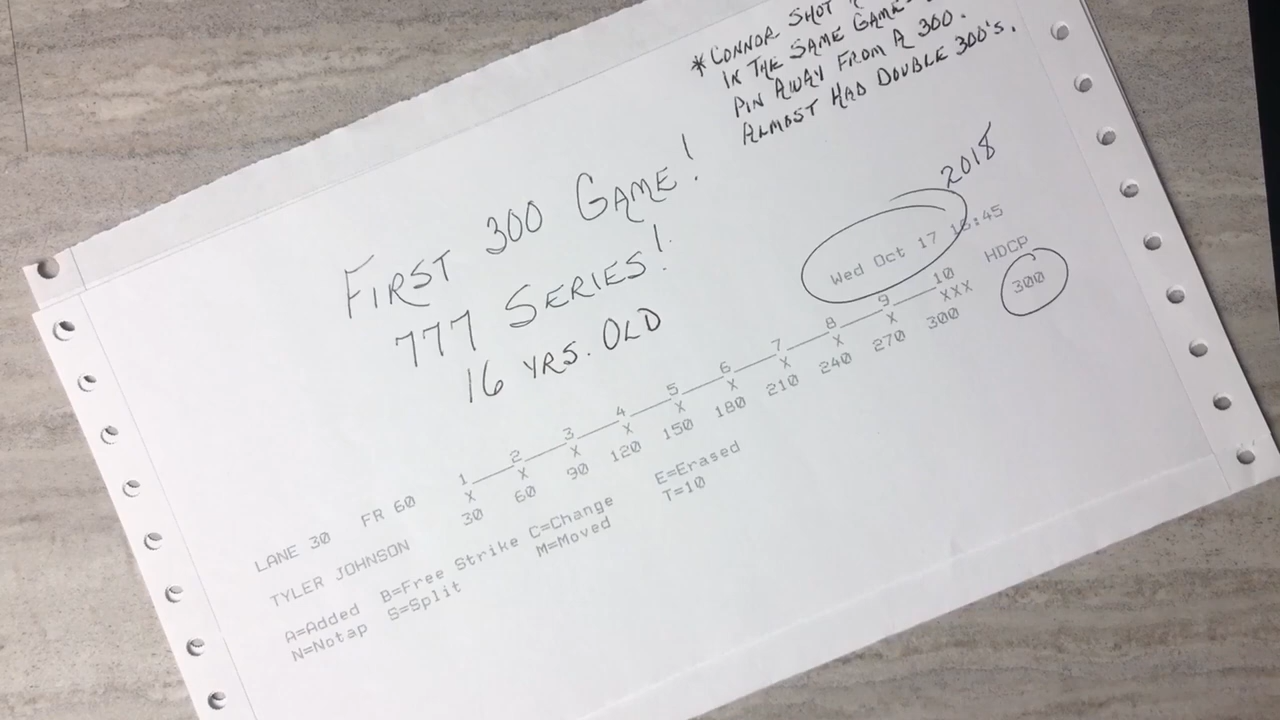 *CONNOR SHOT
IN THE SAME GAME-
PIN AWAY FROM A 300.
ALMOST HAD DOUBLE 300'S.
FIRST 300 GAME!
777 SERIES!
16 YRS. OLD
2018
Wed Oct 17 :45
1 2 3 4 5 6 7 8 9 10 HDCP
LANE 30 FR 60 X X X X X X X X X XXX 300
TYLER JOHNSON 30 60 90 120 150 180 210 240 270 300
A=Added B=Free Strike C=Change E=Erased
N=Notap S=Split M=Moved T=10